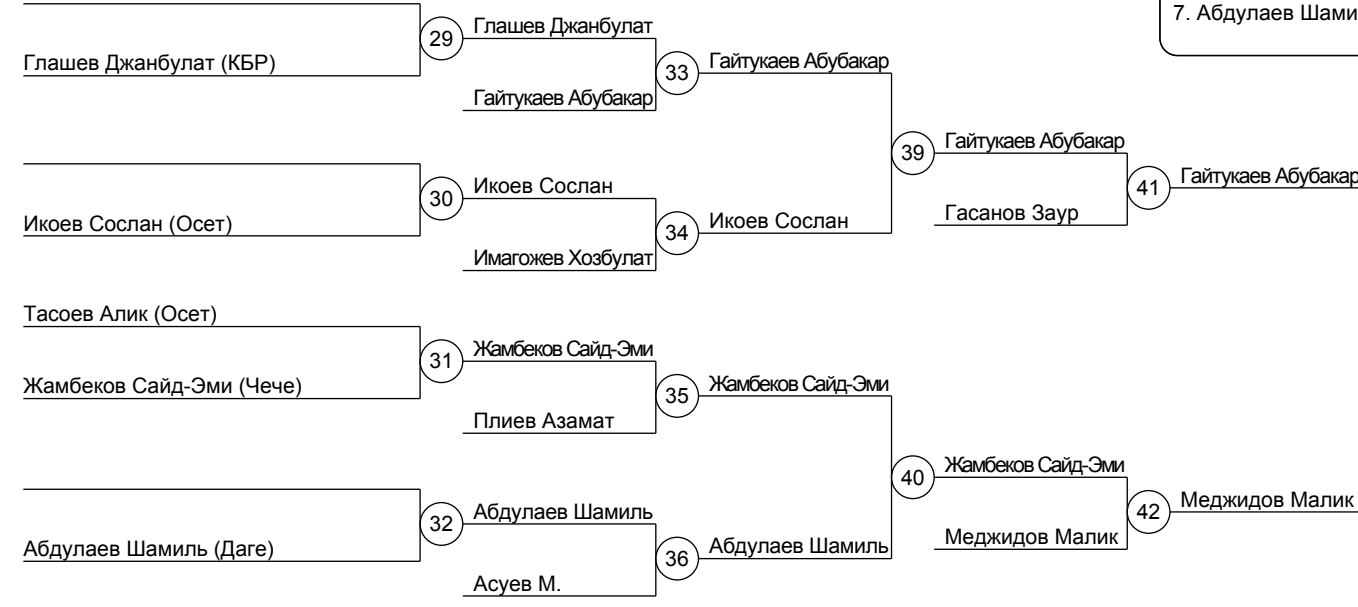 7. Абдулаев Шами
29
Глашев Джанбулат
Глашев Джанбулат (КБР)
33
Гайтукаев Абубакар
Гайтукаев Абубакар
39
Гайтукаев Абубакар
30
Икоев Сослан
41
Гайтукаев Абубакар
Икоев Сослан (Осет)
34
Икоев Сослан
Гасанов Заур
Имагожев Хозбулат
Тасоев Алик (Осет)
31
Жамбеков Сайд-Эми
Жамбеков Сайд-Эми (Чече)
35
Жамбеков Сайд-Эми
Плиев Азамат
40
Жамбеков Сайд-Эми
32
Абдулаев Шамиль
42
Меджидов Малик
Абдулаев Шамиль (Даге)
36
Абдулаев Шамиль
Меджидов Малик
Асуев М.